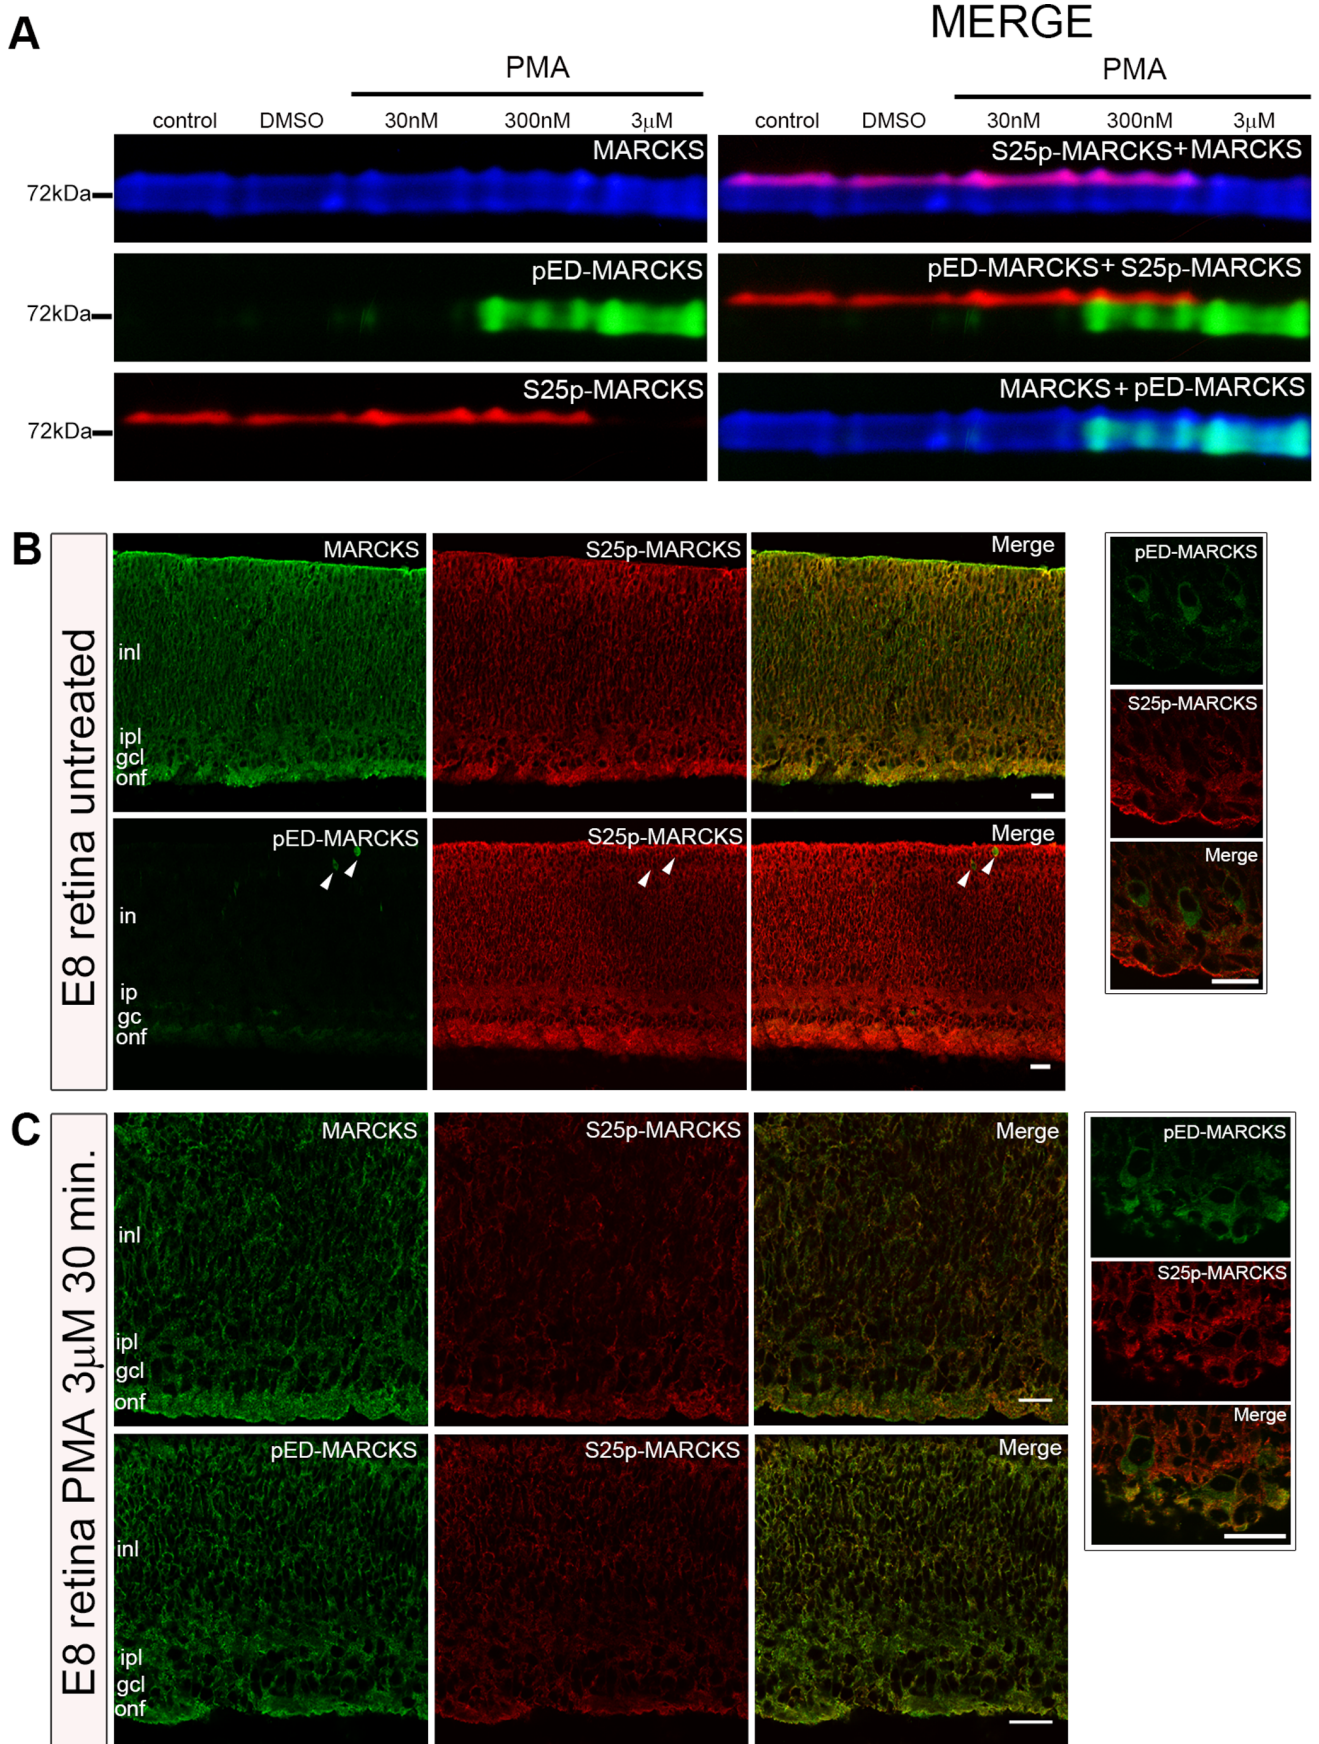 A
MERGE
PMA
PMA
control DMSO 30nM 300nM 3μM
control DMSO 30nM 300nM 3μM
MARCKS
S25p-MARCKS+MARCKS
72kDa
pED-MARCKS
pED-MARCKS+S25p-MARCKS
72kDa
S25p-MARCKS
MARCKS+pED-MARCKS
72kDa
B
E8 retina untreated
MARCKS
S25p-MARCKS
Merge
inl
ipl
gcl
onf
pED-MARCKS
S25p-MARCKS
Merge
in
ip
gc
onf
pED-MARCKS
S25p-MARCKS
Merge
C
E8 retina PMA 3μM 30 min.
MARCKS
S25p-MARCKS
Merge
inl
ipl
gcl
onf
pED-MARCKS
S25p-MARCKS
Merge
inl
ipl
gcl
onf
pED-MARCKS
S25p-MARCKS
Merge